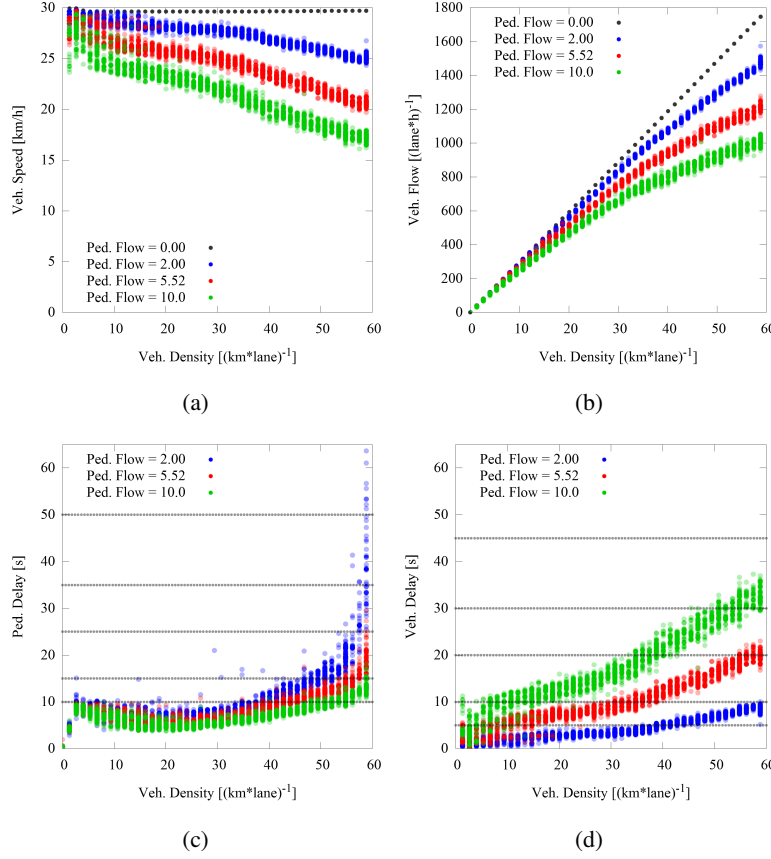 30
25
20
15
10
5
0
Veh. Speed [km/h]
Ped. Flow = 0.00
Ped. Flow = 2.00
Ped. Flow = 5.52
Ped. Flow = 10.0
0 10 20 30 40 50 60
Veh. Density [(km*lane)⁻¹]
(a)
1800
1600
1400
1200
1000
800
600
400
200
0
Veh. Flow [(lane*h)⁻¹]
Ped. Flow = 0.00
Ped. Flow = 2.00
Ped. Flow = 5.52
Ped. Flow = 10.0
0 10 20 30 40 50 60
Veh. Density [(km*lane)⁻¹]
(b)
60
50
40
30
20
10
0
Ped. Delay [s]
Ped. Flow = 2.00
Ped. Flow = 5.52
Ped. Flow = 10.0
0 10 20 30 40 50 60
Veh. Density [(km*lane)⁻¹]
(c)
60
50
40
30
20
10
0
Veh. Delay [s]
Ped. Flow = 2.00
Ped. Flow = 5.52
Ped. Flow = 10.0
0 10 20 30 40 50 60
Veh. Density [(km*lane)⁻¹]
(d)